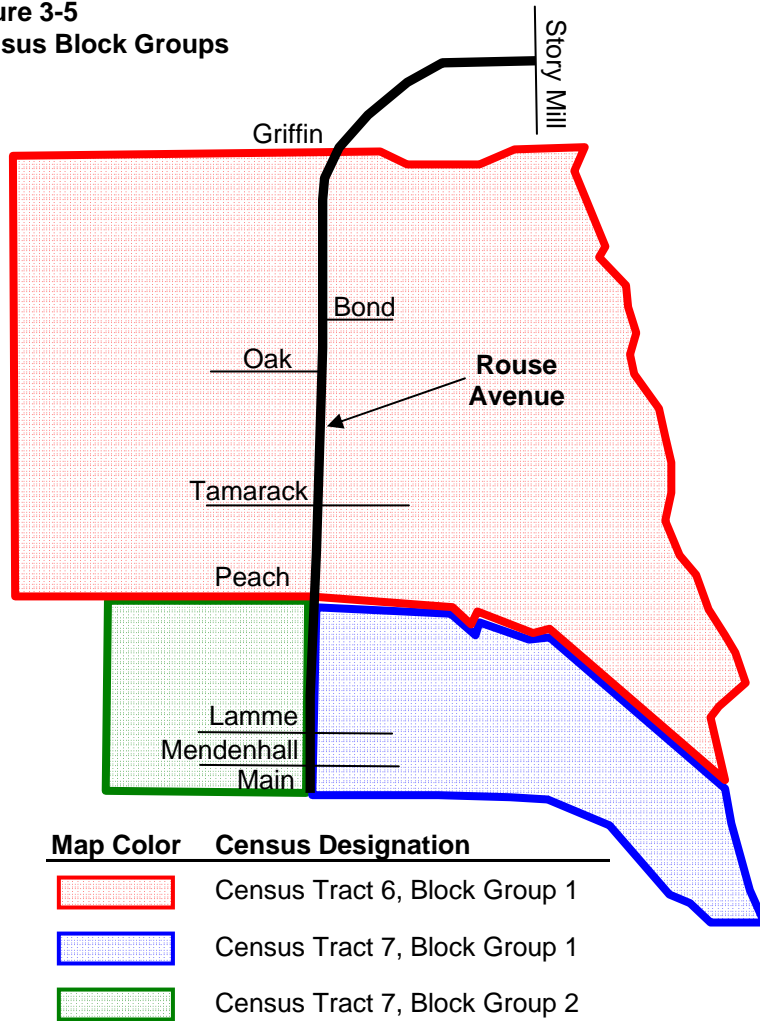 ure 3-5
sus Block Groups
Story Mill
Griffin
Bond
Oak
Rouse
Avenue
Tamarack
Peach
Lamme
Mendenhall
Main
Map Color Census Designation
Census Tract 6, Block Group 1
Census Tract 7, Block Group 1
Census Tract 7, Block Group 2